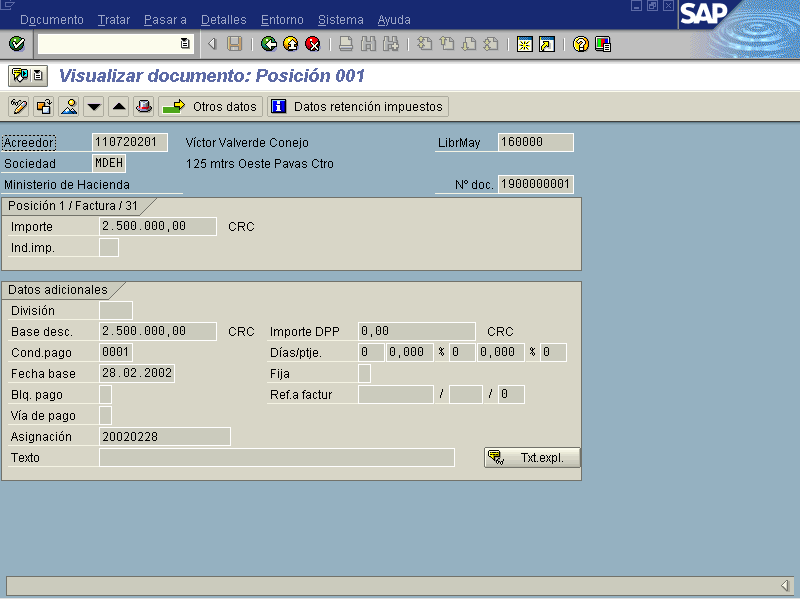 Documento Tratar Pasar a Detalles Entorno Sistema Ayuda
SAP
Visualizar documento: Posición 001
Otros datos Datos retención impuestos
Acreedor 110720201 Víctor Valverde Conejo LibrMay 160000
Sociedad MDEH 125 mtrs Oeste Pavas Ctro
Ministerio de Hacienda Nº doc. 1900000001
Posición 1 / Factura / 31
Importe 2.500.000,00 CRC
Ind.imp.
Datos adicionales
División
Base desc. 2.500.000,00 CRC Importe DPP 0,00 CRC
Cond.pago 0001 Días/ptje. 0 0,000 % 0 0,000 % 0
Fecha base 28.02.2002 Fija
Blq. pago Ref.a factur / / 0
Vía de pago
Asignación 20020228
Texto Txt.expl.